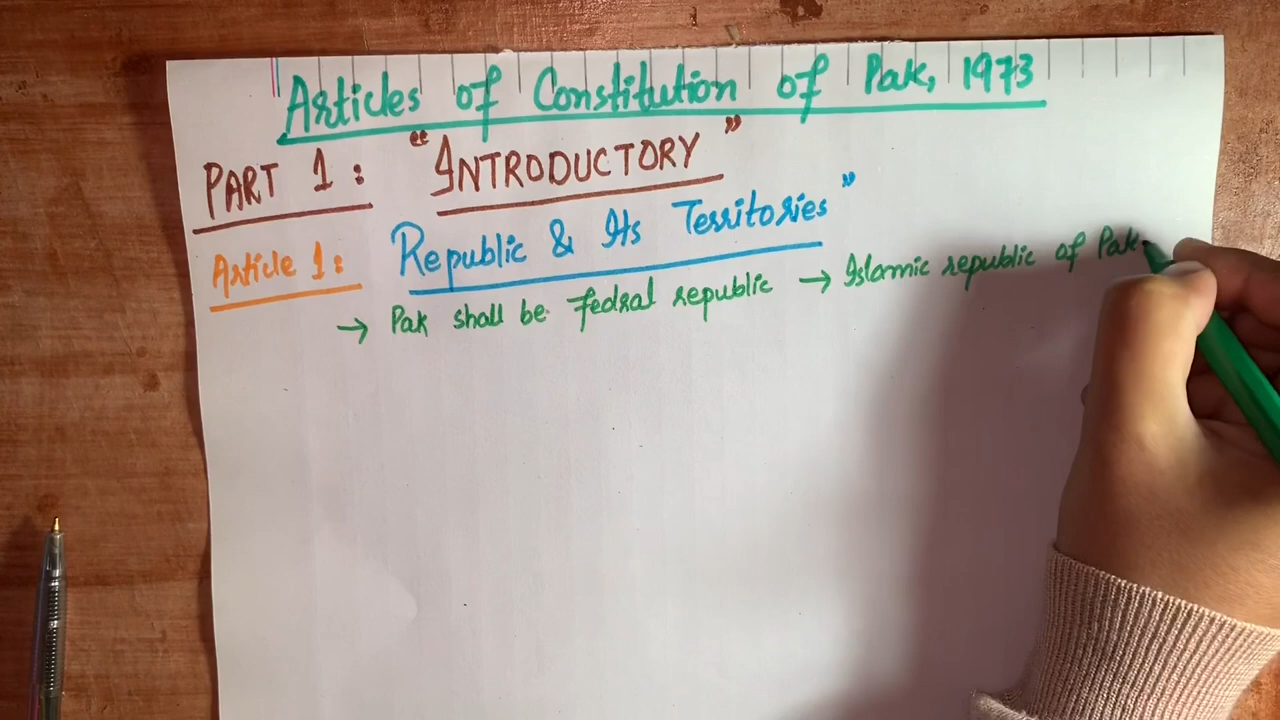 Articles of Constitution of Pak, 1973
PART 1: "INTRODUCTORY"
Article 1: Republic & Its Territories"
→ Pak shall be fedral republic → Islamic republic of Pak